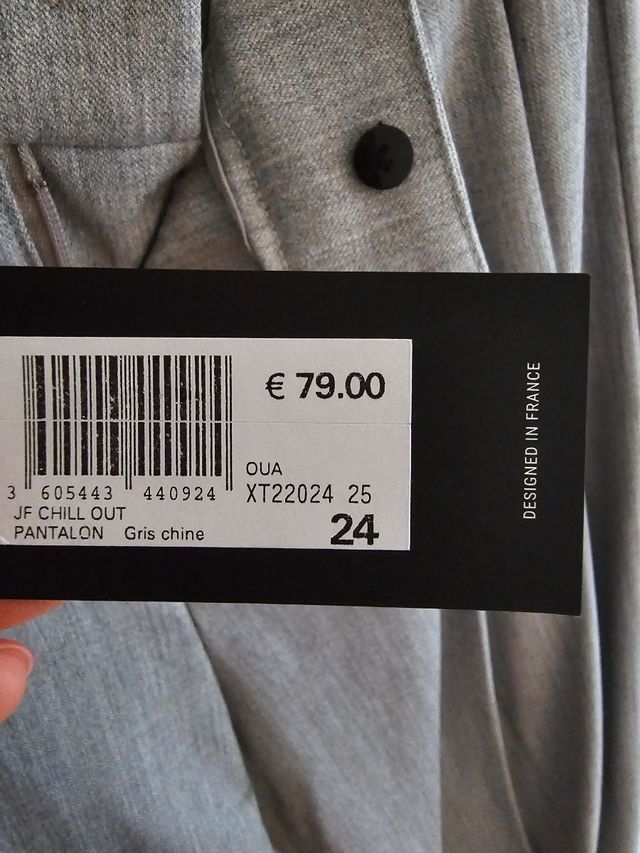 € 79.00
3 605443 440924
OUA
XT22024 25
JF CHILL OUT
PANTALON Gris chine
24
DESIGNED IN FRANCE